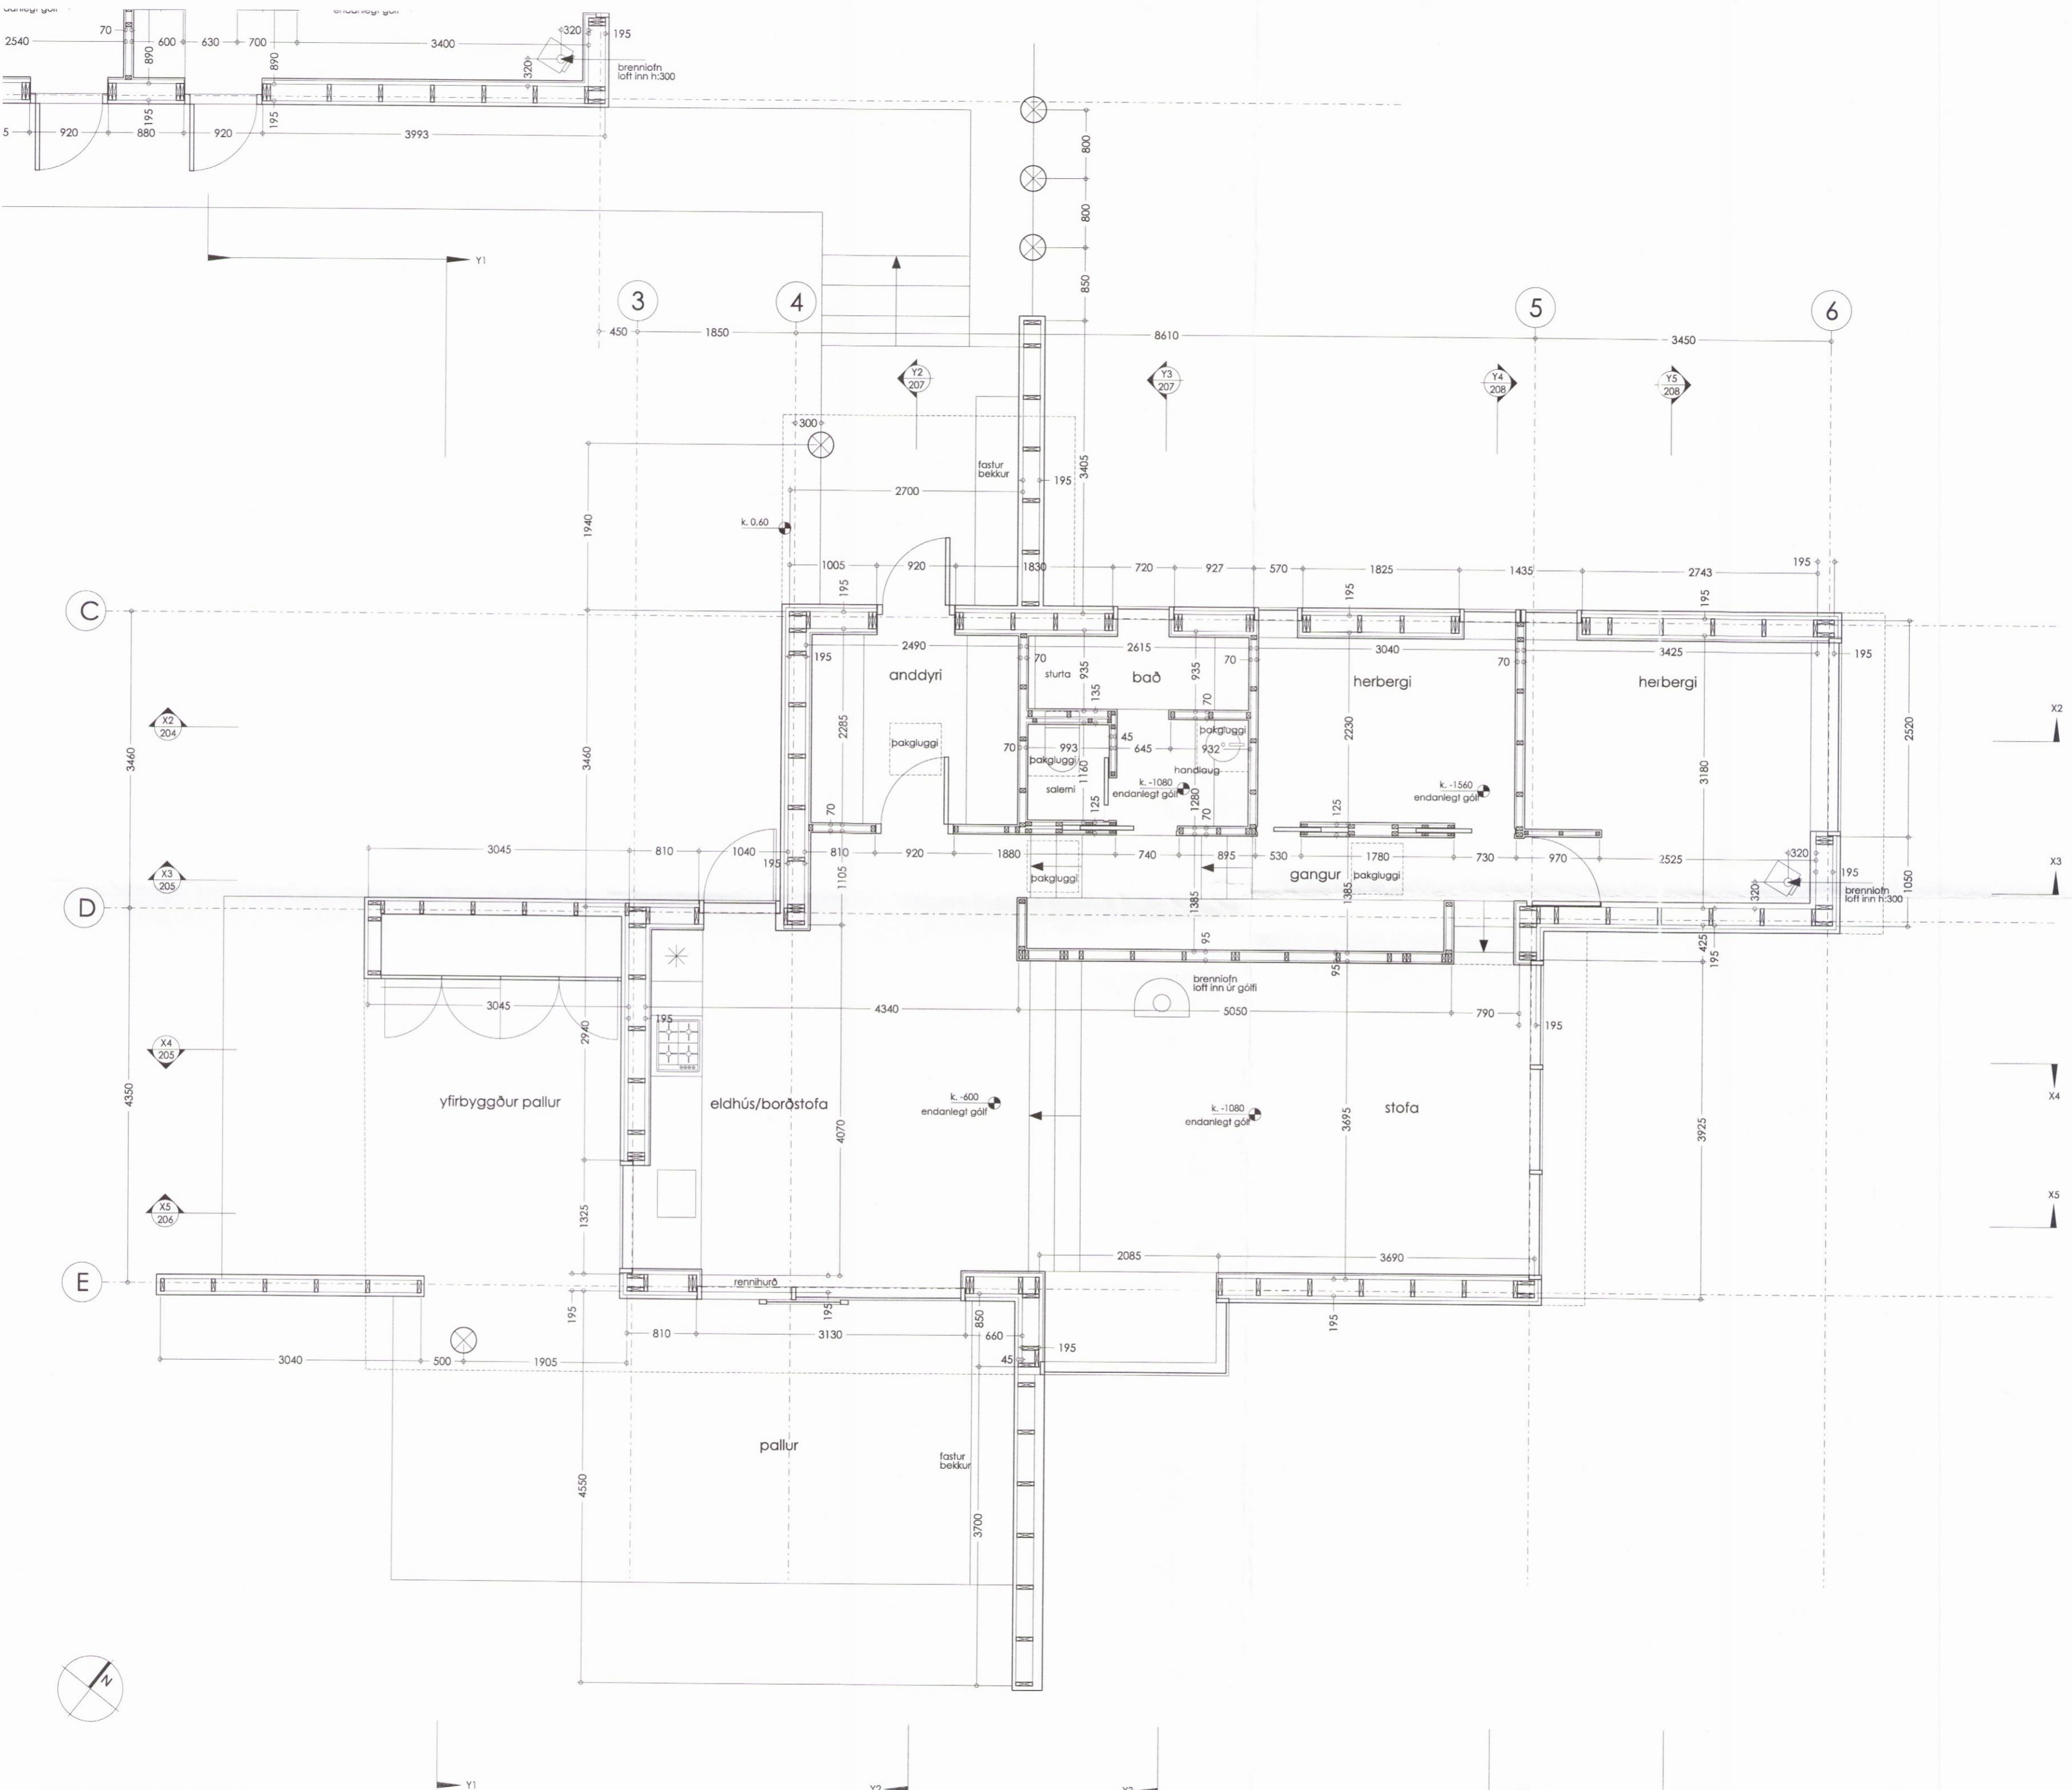 2540
70
600
630
700
3400
320
195
890
890
320
brenniofn
loft inn h:300
5
920
195
880
920
195
3993
800
800
850
Y1
3
4
5
6
450
1850
8610
3450
Y2
207
Y3
207
Y4
208
Y5
208
300
fastur
bekkur
195
3405
2700
1940
k. 0.60
1005
920
1830
720
927
570
1825
1435
2743
195
195
195
195
C
2490
195
70
2615
70
3040
70
3425
195
anddyri
sturta
935
bað
935
herbergi
herbergi
135
70
X2
204
X2
3460
3460
2285
þakgluggi
70
993
45
645
þakgluggi
932
2230
2520
þakgluggi
1160
handlaug
3180
salerni
k. -1080
endanlegt gólf
k. -1560
endanlegt gólf
70
125
1280
70
125
3045
810
1040
195
810
920
1880
740
895
530
1780
730
970
2525
320
X3
205
X3
1105
þakgluggi
gangur
þakgluggi
195
1050
320
brenniofn
loft inn h:300
D
1385
1385
425
195
95
95
brenniofn
loft inn úr gólfi
3045
195
4340
5050
790
195
2940
X4
205
X4
4350
yfirbyggður pallur
eldhús/borðstofa
k. -600
endanlegt gólf
k. -1080
endanlegt gólf
stofa
4070
3695
3925
X5
206
X5
1325
2085
3690
E
rennihurð
195
195
850
195
810
3130
660
195
3040
500
1905
45
pallur
fastur
bekkur
4550
3700
N
Y1